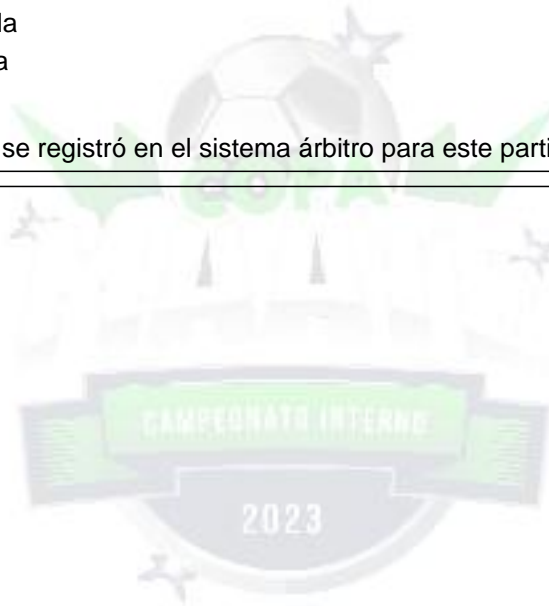 la
a
se registró en el sistema árbitro para este parti
COPA
CAMPEONATO INTERNO
2023